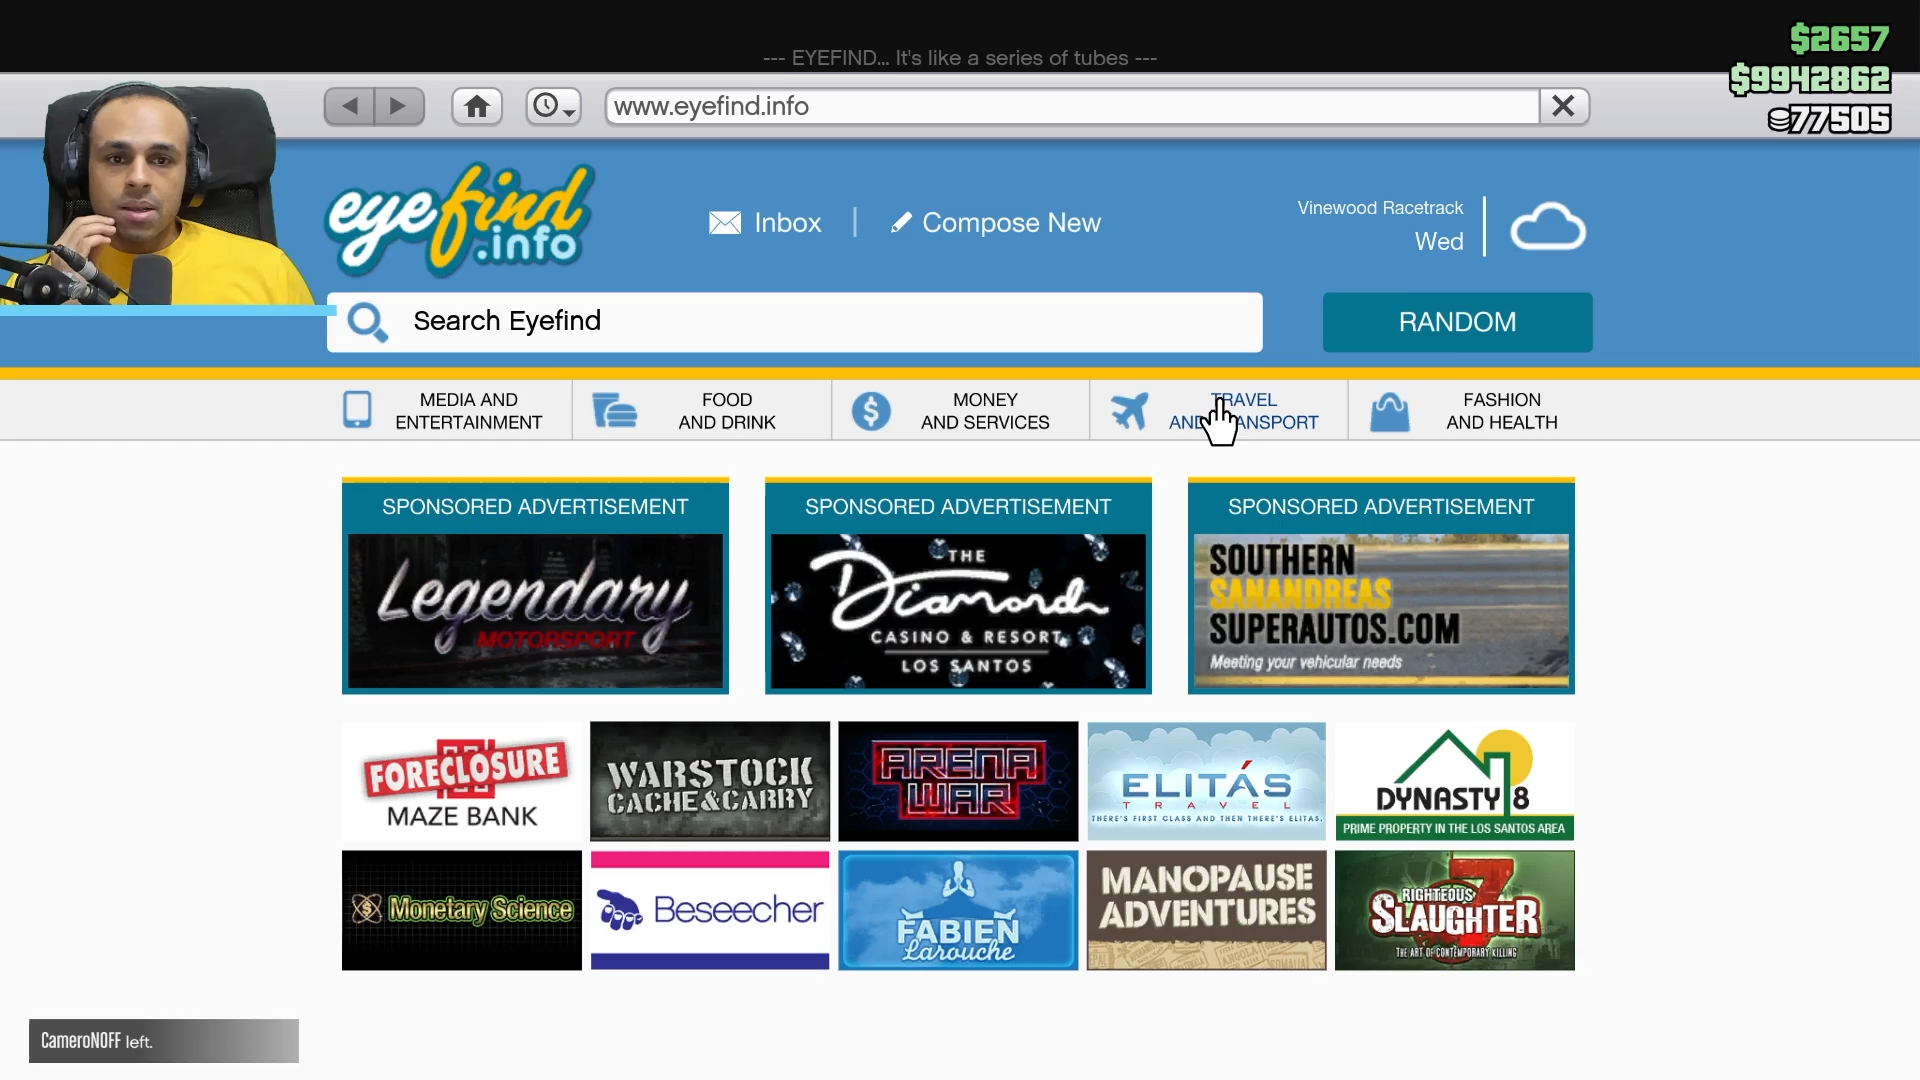 --- EYEFIND... It's like a series of tubes ---
$2657
$9942862
77505
www.eyefind.info
eyefind
.info
Inbox
Compose New
Vinewood Racetrack
Wed
Search Eyefind
RANDOM
MEDIA AND
ENTERTAINMENT
FOOD
AND DRINK
MONEY
AND SERVICES
TRAVEL
AND TRANSPORT
FASHION
AND HEALTH
SPONSORED ADVERTISEMENT
Legendary
MOTORSPORT
SPONSORED ADVERTISEMENT
THE
Diamond
CASINO & RESORT
LOS SANTOS
SPONSORED ADVERTISEMENT
SOUTHERN
SANANDREAS
SUPERAUTOS.COM
Meeting your vehicular needs
FORECLOSURE
MAZE BANK
WARSTOCK
CACHE&CARRY
ARENA
WAR
ELITÁS
TRAVEL
THERE'S FIRST CLASS AND THEN THERE'S ELITAS.
DYNASTY 8
PRIME PROPERTY IN THE LOS SANTOS AREA
Monetary Science
Beseecher
FABIEN
Larouche
MANOPAUSE
ADVENTURES
RIGHTEOUS
SLAUGHTER
7
THE ART OF CONTEMPORARY KILLING
CameroNOFF left.